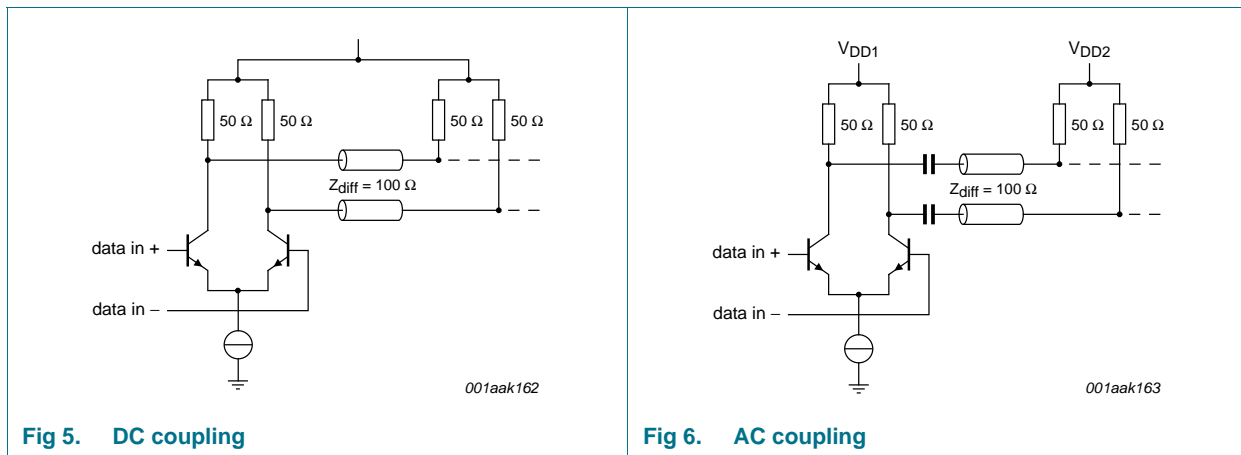 50 Ω 50 Ω 50 Ω 50 Ω
Zdiff = 100 Ω
data in +
data in −
001aak162
Fig 5. DC coupling
VDD1 VDD2
50 Ω 50 Ω 50 Ω 50 Ω
Zdiff = 100 Ω
data in +
data in −
001aak163
Fig 6. AC coupling